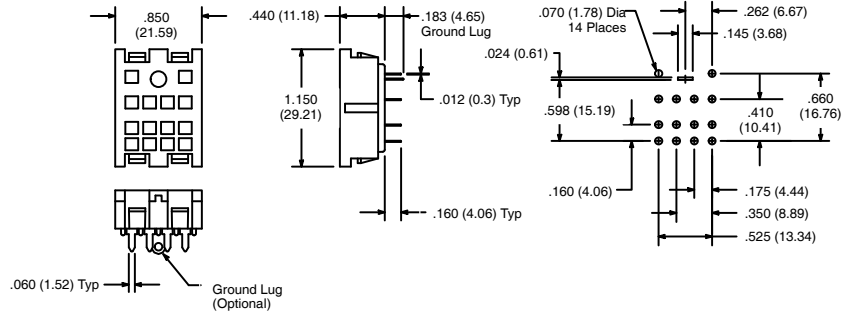 .850
(21.59)
.440 (11.18)
.183 (4.65)
Ground Lug
1.150
(29.21)
.012 (0.3) Typ
.160 (4.06) Typ
.060 (1.52) Typ
Ground Lug
(Optional)
.070 (1.78) Dia
14 Places
.262 (6.67)
.145 (3.68)
.024 (0.61)
.598 (15.19)
.410
(10.41)
.660
(16.76)
.160 (4.06)
.175 (4.44)
.350 (8.89)
.525 (13.34)